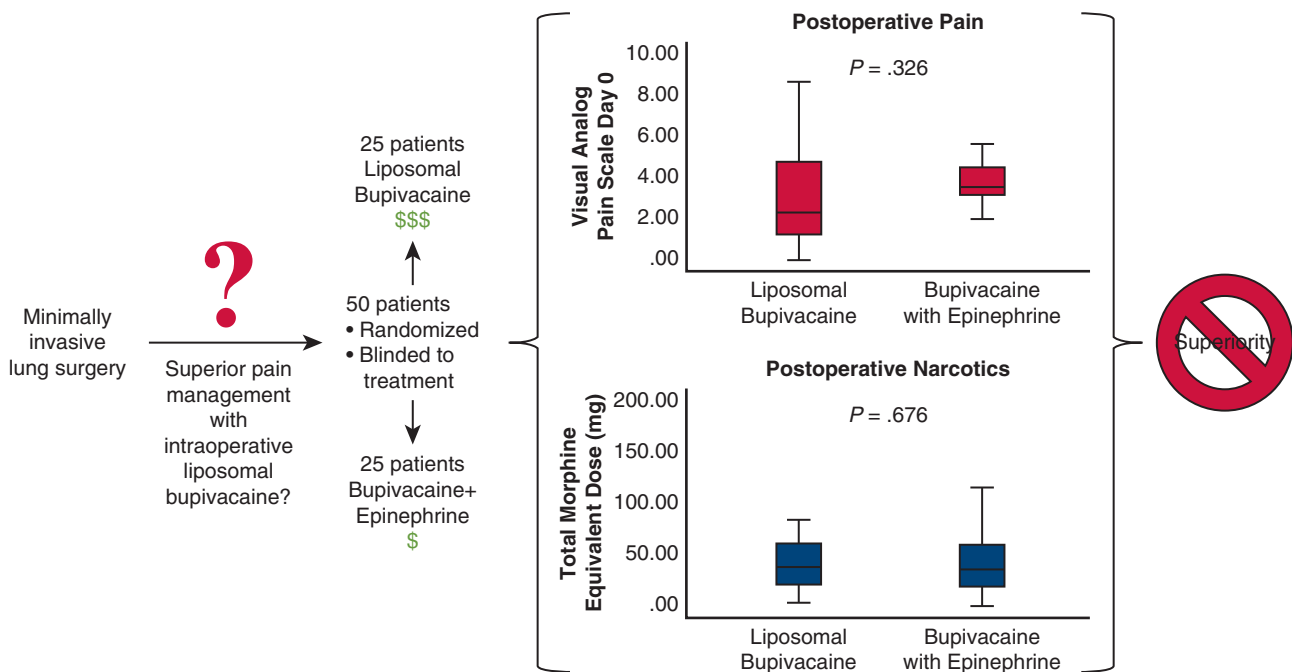 Minimally
invasive
lung surgery
?
Superior pain
management
with
intraoperative
liposomal
bupivacaine?
25 patients
Liposomal
Bupivacaine
$$$
50 patients
• Randomized
• Blinded to
treatment
25 patients
Bupivacaine+
Epinephrine
$
Postoperative Pain
P = .326
Visual Analog
Pain Scale Day 0
10.00
8.00
6.00
4.00
2.00
.00
Liposomal
Bupivacaine
Bupivacaine
with Epinephrine
Postoperative Narcotics
P = .676
Total Morphine
Equivalent Dose (mg)
200.00
150.00
100.00
50.00
.00
Liposomal
Bupivacaine
Bupivacaine
with Epinephrine
Superiority